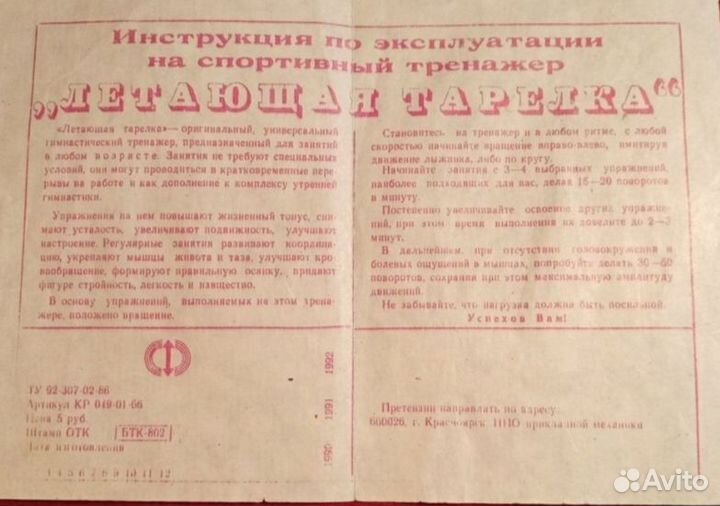 Инструкция по эксплуатации
на спортивный тренажер
„ЛЕТАЮЩАЯ ТАРЕЛКА“
«Летающая тарелка» — оригинальный, универсальный
гимнастический тренажер, предназначенный для занятий
в любом возрасте. Занятия не требуют специальных
условий, они могут проводиться в кратковременные пере-
рывы на работе и как дополнение к комплексу утренней
гимнастики.
Упражнения на нем повышают жизненный тонус, сни-
мают усталость, увеличивают подвижность, улучшают
настроение. Регулярные занятия развивают координа-
цию, укрепляют мышцы живота и таза, улучшают кро-
вообращение, формируют правильную осанку, придают
фигуре стройность, легкость и изящество.
В основу упражнений, выполняемых на этом трена-
жере, положено вращение.
Становитесь на тренажер и в любом ритме, с любой
скоростью начинайте вращение вправо-влево, имитируя
движение лыжника, либо по кругу.
Начинайте занятия с 3—4 выбранных упражнений,
наиболее подходящих для вас, делая 15—20 поворотов
в минуту.
Постепенно увеличивайте освоение других упражне-
ний, при этом время выполнения их доведите до 2—3
минут.
В дальнейшем, при отсутствии головокружения и
болевых ощущений в мышцах, попробуйте делать 30—60
поворотов, сохраняя при этом максимальную амплитуду
движений.
Не забывайте, что нагрузка должна быть посильной.
Успехов Вам!
ТУ 92-307-02-86
Артикул КР 049-01-66
Цена 5 руб.
Штамп ОТК БТК-802
Дата изготовления
4 5 6 7 8 9 10 11 12
1990 1991 1992
Претензии направлять по адресу:
660026, г. Красноярск НПО прикладной механики
Avito